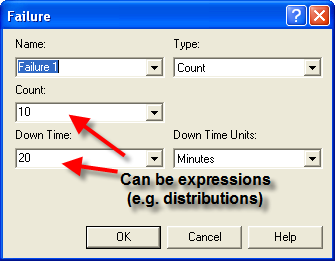 Failure
Name:
Type:
Failure 1
Count
Count:
10
Down Time:
Down Time Units:
20
Minutes
Can be expressions
(e.g. distributions)
OK
Cancel
Help